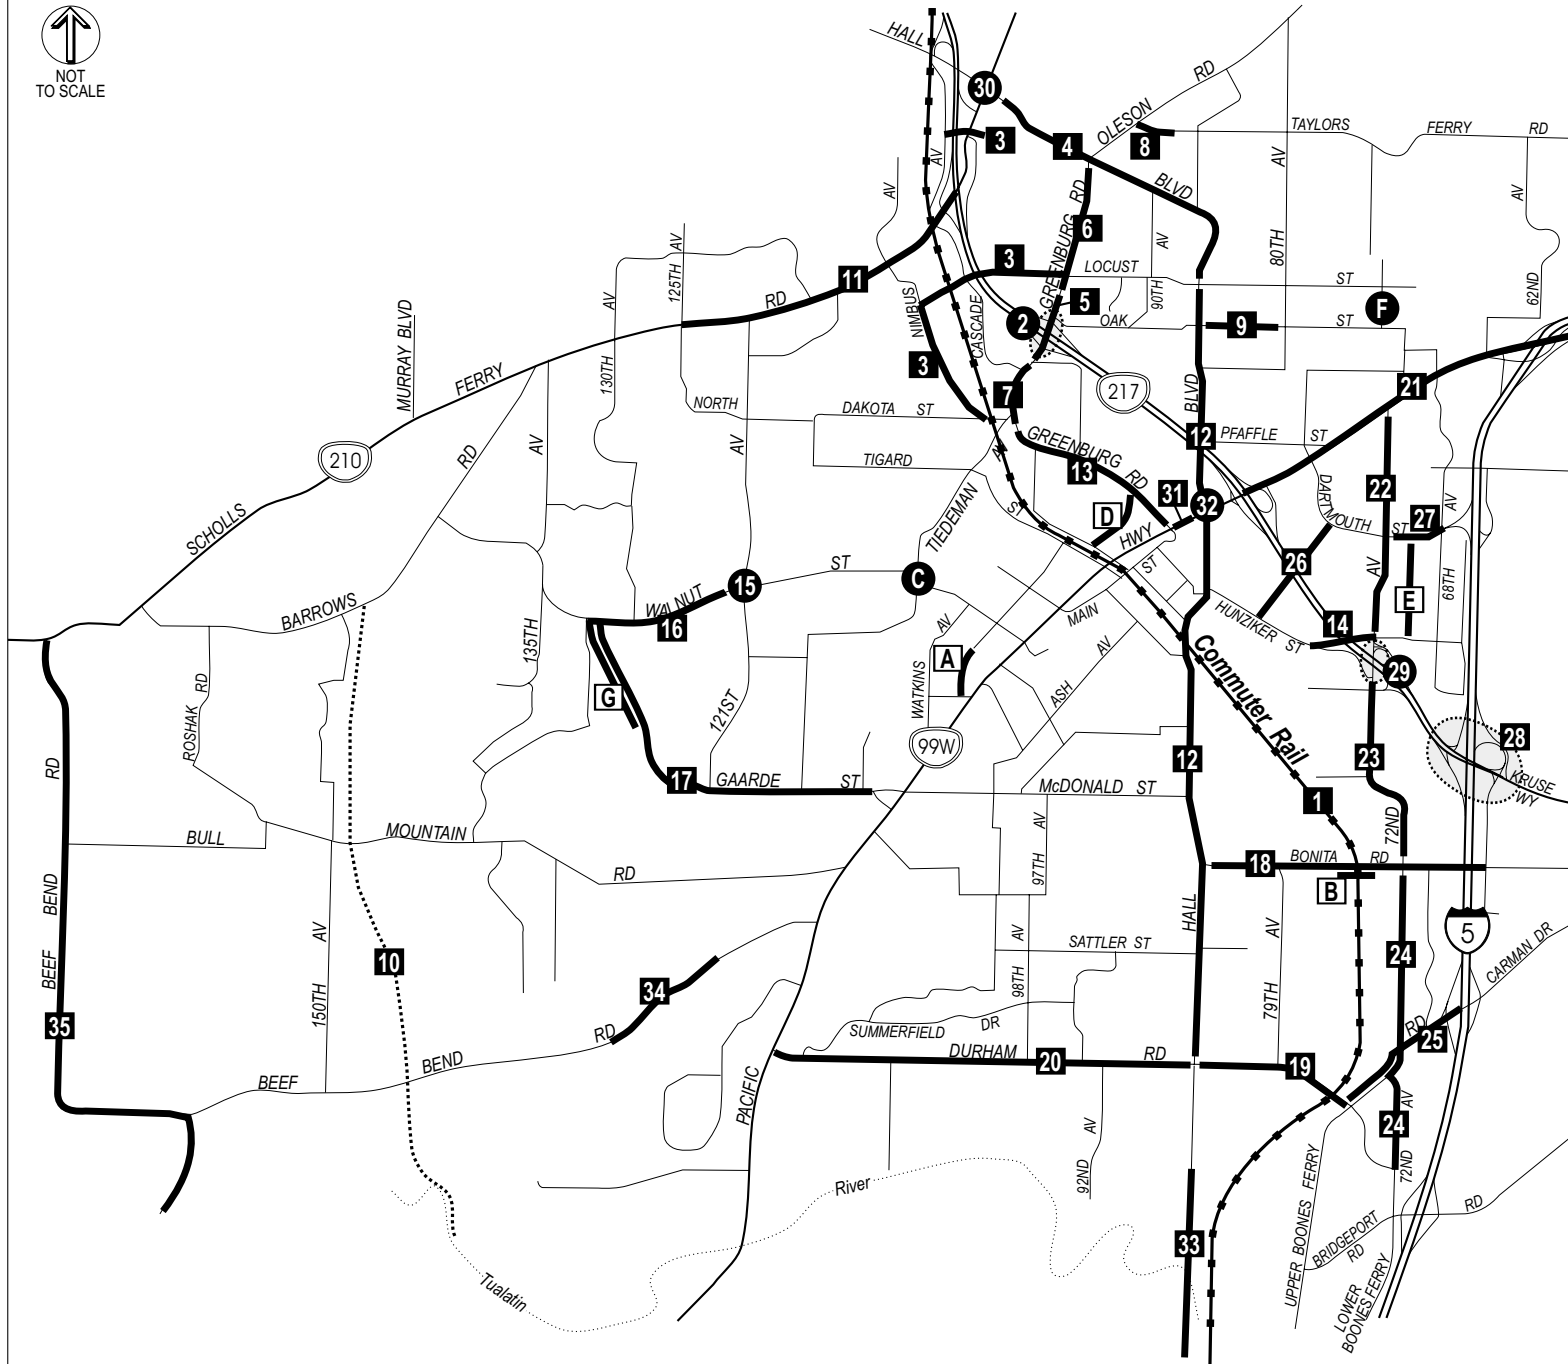 NOT
TO SCALE
HALL
30
RD
OLESON
TAYLORS
FERRY
RD
3
4
8
AV
AV
AV
BLVD
RD
AV
AV
6
GREENBURG
80TH
AV
125TH
3
LOCUST
ST
90TH
62ND
11
RD
AV
130TH
NIMBUS
CASCADE
5
2
OAK
9
ST
F
MURRAY BLVD
FERRY
3
7
217
BLVD
21
NORTH
DAKOTA
ST
12
PFAFFLE
ST
GREENBURG
RD
AV
13
210
RD
AV
AV
TIGARD
ST
TIEDEMAN
D
31
32
HWY
DARTMOUTH
ST
22
27
AV
SCHOLLS
ST
26
AV
68TH
E
BARROWS
WALNUT
15
ST
C
16
135TH
MAIN
AV
AV
HUNZIKER
ST
14
A
29
ROSHAK
RD
G
121ST
WATKINS
ASH
Commuter Rail
99W
12
28
KRUSE
WY
23
RD
17
GAARDE
ST
McDONALD
ST
1
72ND
BULL
MOUNTAIN
RD
AV
97TH
18
BONITA
RD
B
BEND
BEEF
AV
150TH
10
34
AV
98TH
SATTLER ST
HALL
AV
79TH
5
24
CARMAN DR
35
RD
SUMMERFIELD
DR
DURHAM
20
RD
19
RD
25
BEEF
BEND
PACIFIC
AV
92ND
24
AV
72ND
River
33
UPPER BOONES FERRY
BRIDGEPORT
RD
RD
LOWER
BOONES FERRY
Tualatin